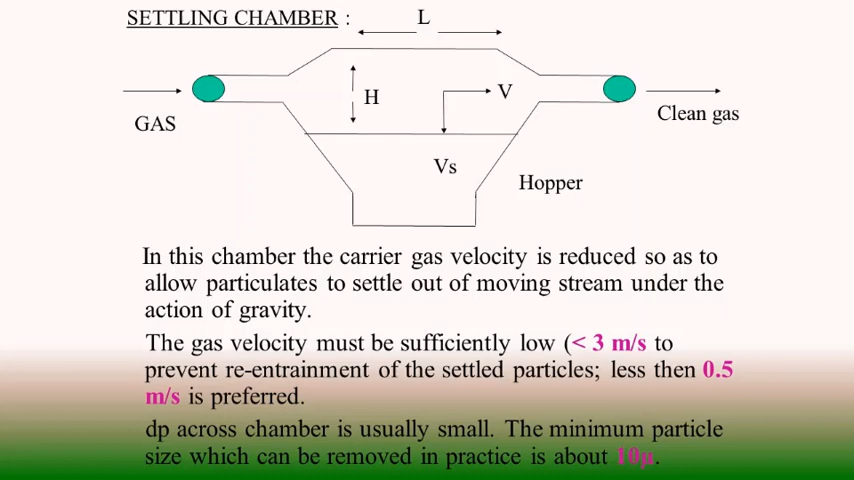 SETTLING CHAMBER :
L
H
V
GAS
Clean gas
Vs
Hopper
In this chamber the carrier gas velocity is reduced so as to
allow particulates to settle out of moving stream under the
action of gravity.
The gas velocity must be sufficiently low (< 3 m/s to
prevent re-entrainment of the settled particles; less then 0.5
m/s is preferred.
dp across chamber is usually small. The minimum particle
size which can be removed in practice is about 10μ.